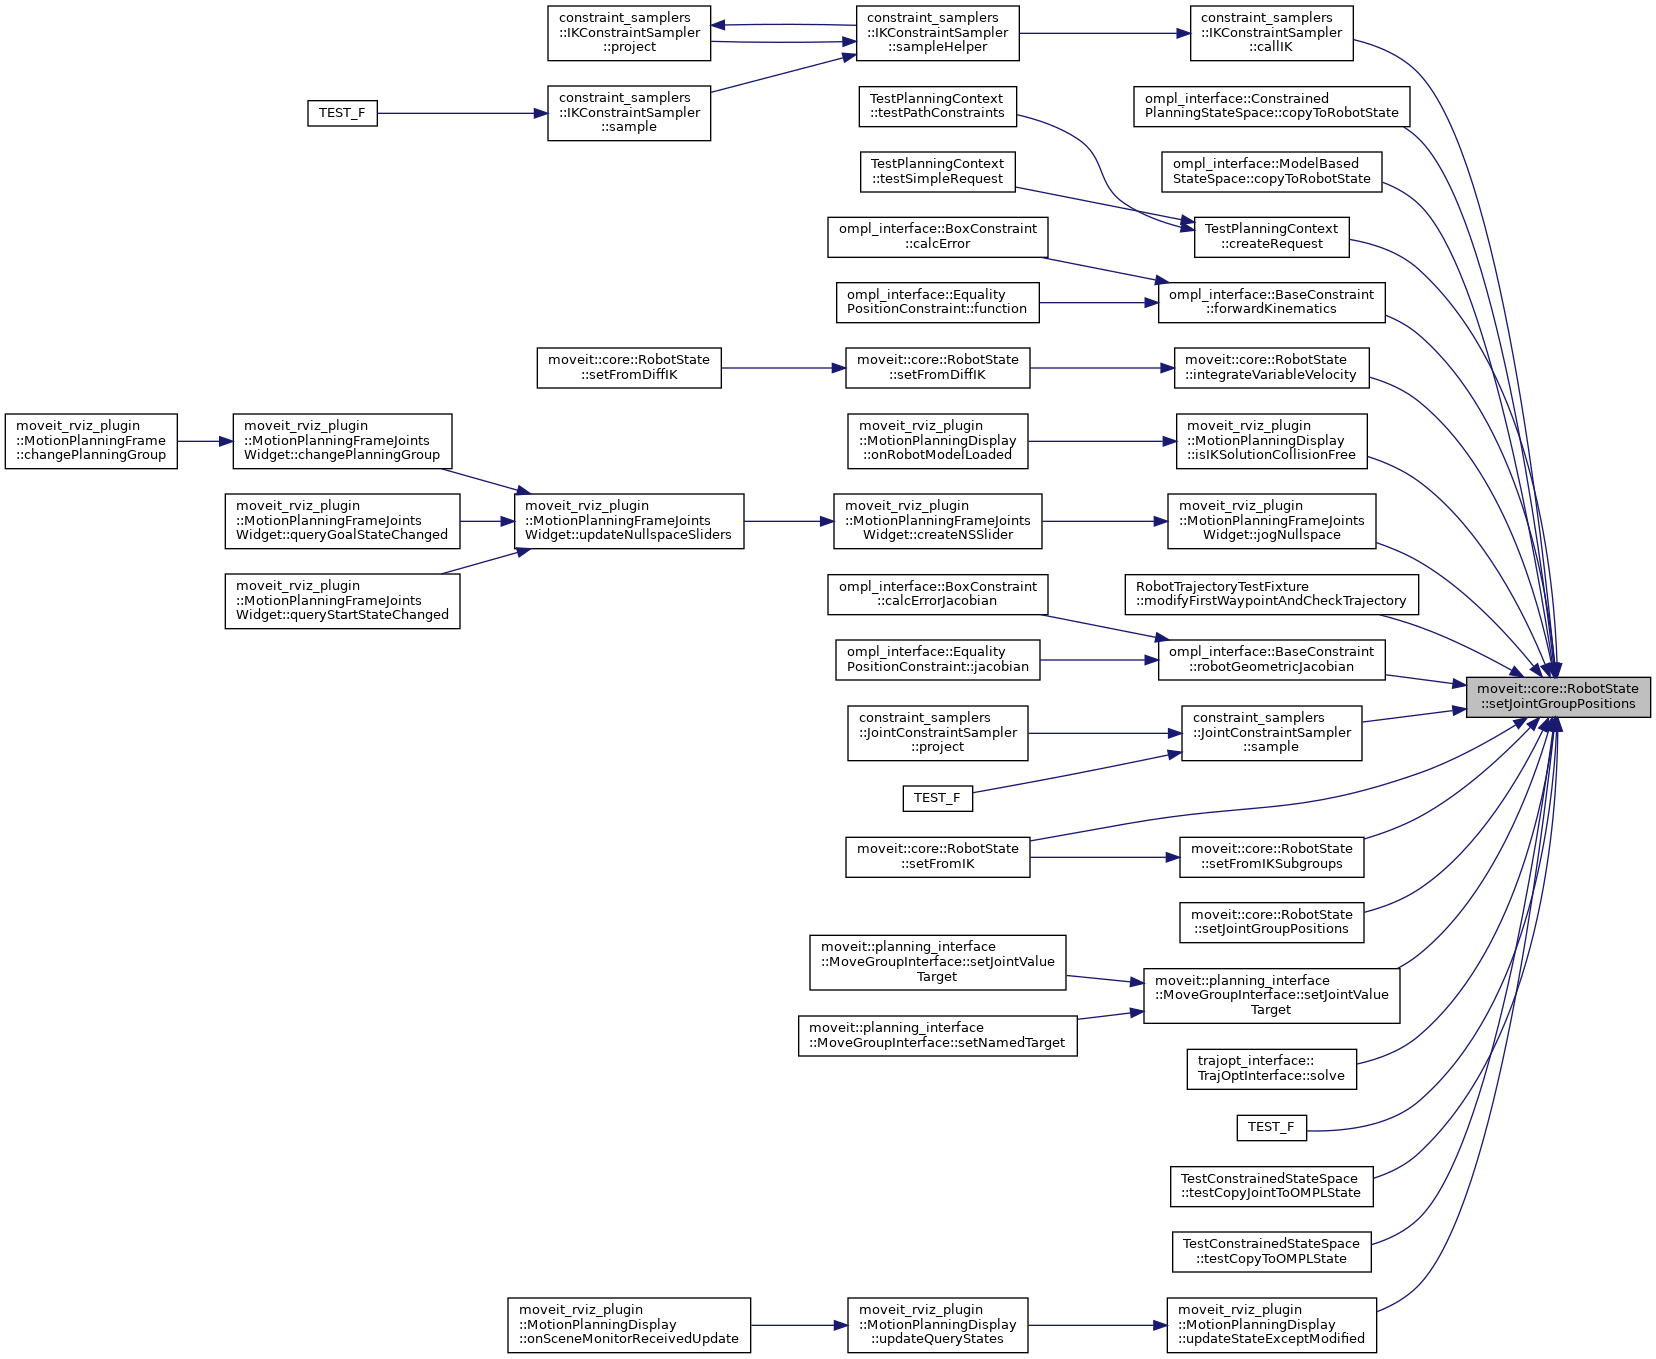 constraint_samplers
::IKConstraintSampler
::project
constraint_samplers
::IKConstraintSampler
::sampleHelper
constraint_samplers
::IKConstraintSampler
::callIK
TEST_F
constraint_samplers
::IKConstraintSampler
::sample
TestPlanningContext
::testPathConstraints
ompl_interface::Constrained
PlanningStateSpace::copyToRobotState
TestPlanningContext
::testSimpleRequest
ompl_interface::ModelBased
StateSpace::copyToRobotState
ompl_interface::BoxConstraint
::calcError
TestPlanningContext
::createRequest
ompl_interface::Equality
PositionConstraint::function
ompl_interface::BaseConstraint
::forwardKinematics
moveit::core::RobotState
::setFromDiffIK
moveit::core::RobotState
::setFromDiffIK
moveit::core::RobotState
::integrateVariableVelocity
moveit_rviz_plugin
::MotionPlanningFrame
::changePlanningGroup
moveit_rviz_plugin
::MotionPlanningFrameJoints
Widget::changePlanningGroup
moveit_rviz_plugin
::MotionPlanningDisplay
::onRobotModelLoaded
moveit_rviz_plugin
::MotionPlanningDisplay
::isIKSolutionCollisionFree
moveit_rviz_plugin
::MotionPlanningFrameJoints
Widget::queryGoalStateChanged
moveit_rviz_plugin
::MotionPlanningFrameJoints
Widget::updateNullspaceSliders
moveit_rviz_plugin
::MotionPlanningFrameJoints
Widget::createNSSlider
moveit_rviz_plugin
::MotionPlanningFrameJoints
Widget::jogNullspace
moveit_rviz_plugin
::MotionPlanningFrameJoints
Widget::queryStartStateChanged
ompl_interface::BoxConstraint
::calcErrorJacobian
RobotTrajectoryTestFixture
::modifyFirstWaypointAndCheckTrajectory
ompl_interface::Equality
PositionConstraint::jacobian
ompl_interface::BaseConstraint
::robotGeometricJacobian
moveit::core::RobotState
::setJointGroupPositions
constraint_samplers
::JointConstraintSampler
::project
constraint_samplers
::JointConstraintSampler
::sample
TEST_F
moveit::core::RobotState
::setFromIK
moveit::core::RobotState
::setFromIKSubgroups
moveit::core::RobotState
::setJointGroupPositions
moveit::planning_interface
::MoveGroupInterface::setJointValue
Target
moveit::planning_interface
::MoveGroupInterface::setJointValue
Target
moveit::planning_interface
::MoveGroupInterface::setNamedTarget
trajopt_interface::
TrajOptInterface::solve
TEST_F
TestConstrainedStateSpace
::testCopyJointToOMPLState
TestConstrainedStateSpace
::testCopyToOMPLState
moveit_rviz_plugin
::MotionPlanningDisplay
::onSceneMonitorReceivedUpdate
moveit_rviz_plugin
::MotionPlanningDisplay
::updateQueryStates
moveit_rviz_plugin
::MotionPlanningDisplay
::updateStateExceptModified